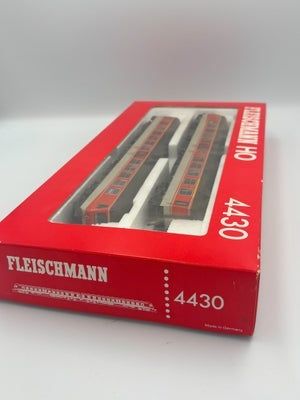 FLEISCHMANN HO
4430
FLEISCHMANN
4430
Made in Germany